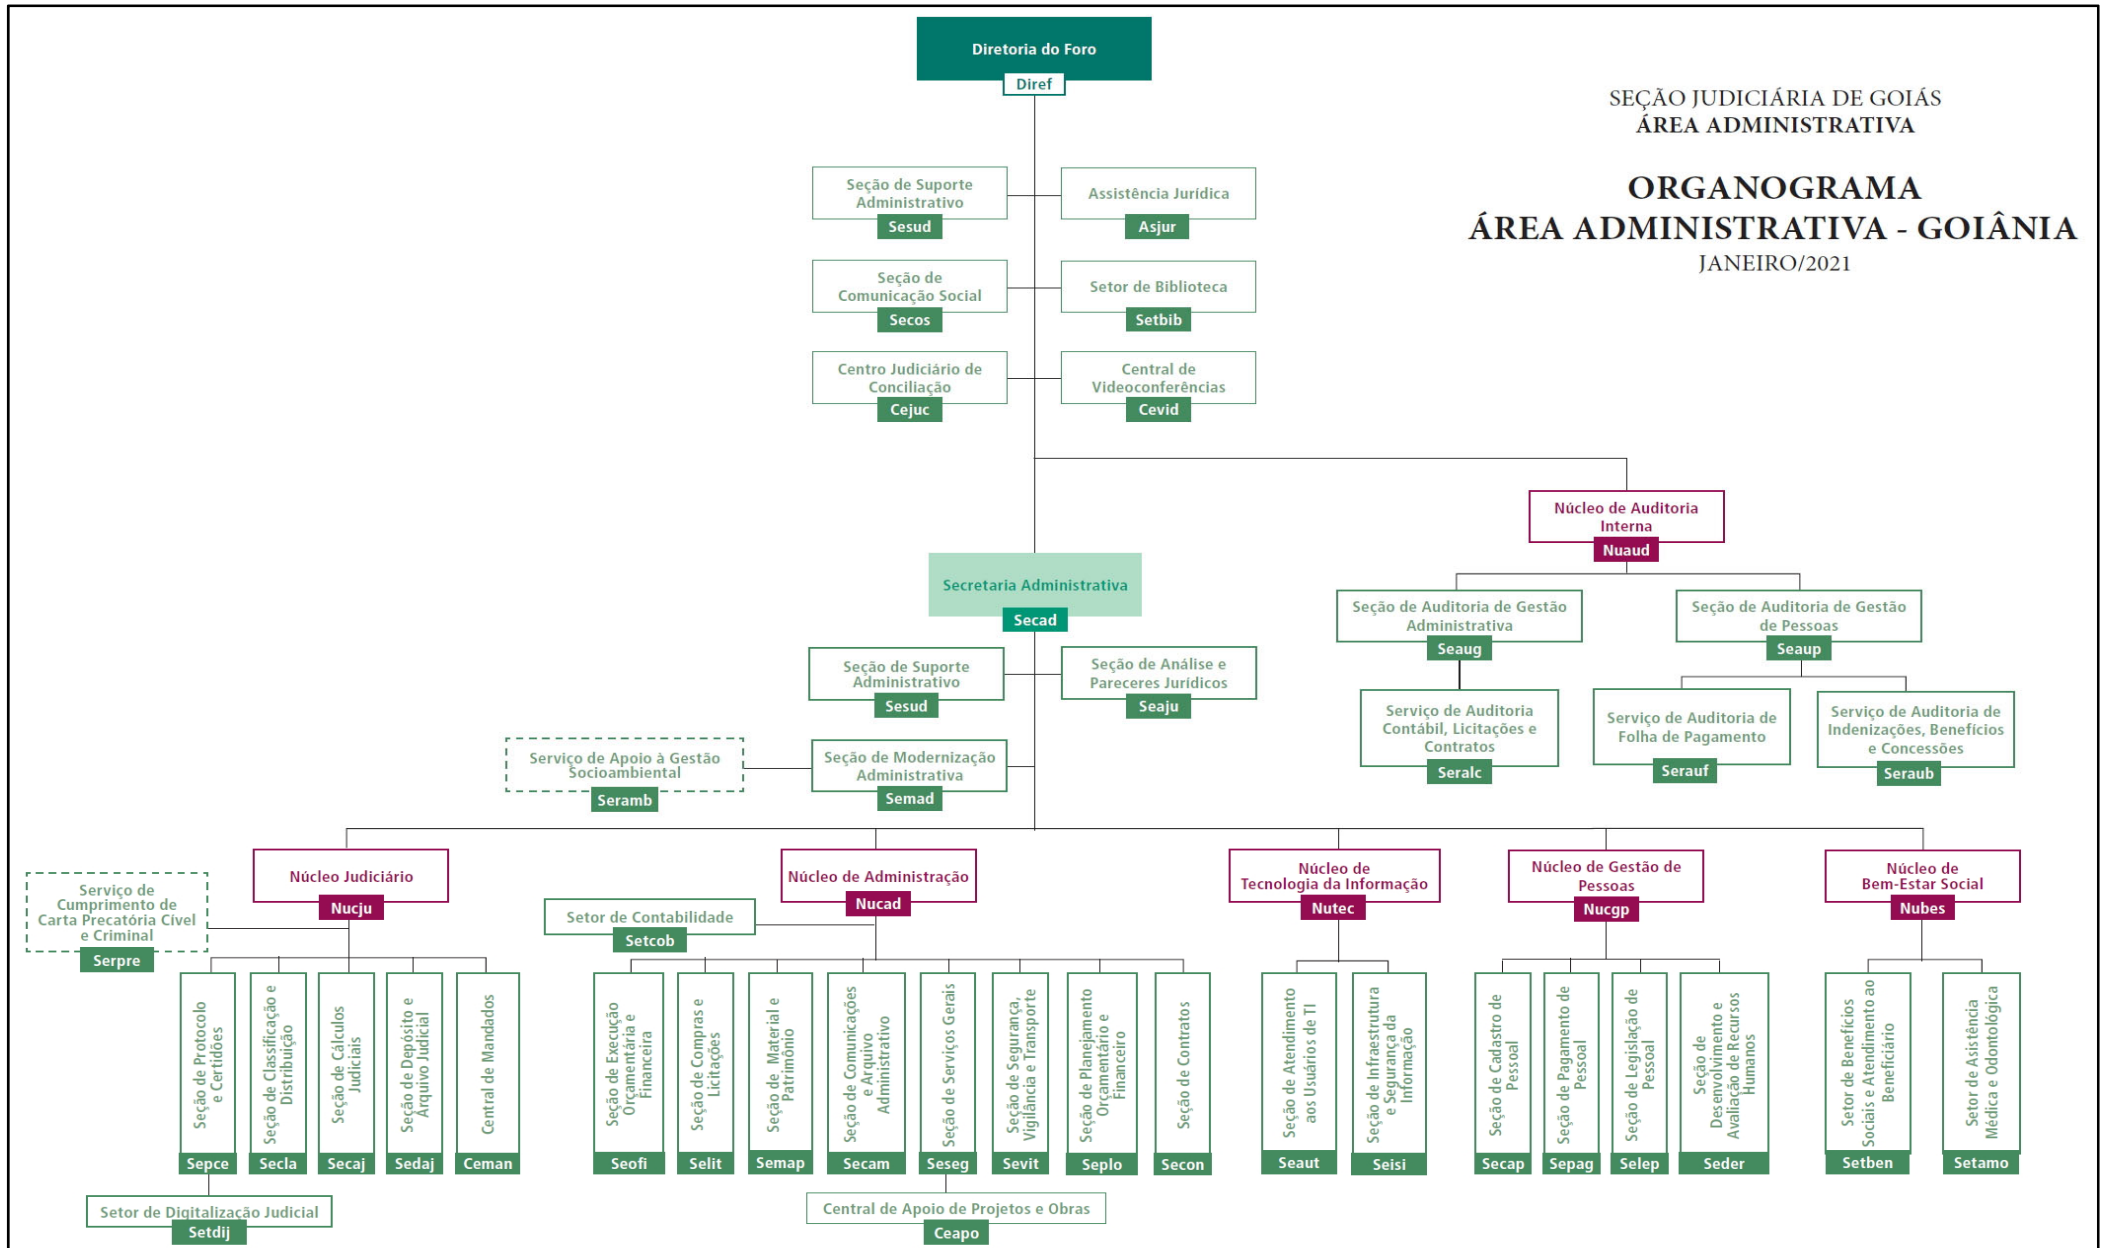 Diretoria do Foro
Diref
SEÇÃO JUDICIÁRIA DE GOIÁS
ÁREA ADMINISTRATIVA
ORGANOGRAMA
ÁREA ADMINISTRATIVA - GOIÂNIA
JANEIRO/2021
Seção de Suporte
Administrativo
Sesud
Assistência Jurídica
Asjur
Seção de
Comunicação Social
Secos
Setor de Biblioteca
Setbib
Centro Judiciário de
Conciliação
Cejuc
Central de
Videoconferências
Cevid
Núcleo de Auditoria
Interna
Nuaud
Secretaria Administrativa
Secad
Seção de Auditoria de Gestão
Administrativa
Seaug
Seção de Auditoria de Gestão
de Pessoas
Seaup
Seção de Suporte
Administrativo
Sesud
Seção de Análise e
Pareceres Jurídicos
Seaju
Serviço de Auditoria
Contábil, Licitações e
Contratos
Seralc
Serviço de Auditoria de
Folha de Pagamento
Serauf
Serviço de Auditoria de
Indenizações, Benefícios
e Concessões
Seraub
Serviço de Apoio à Gestão
Socioambiental
Seramb
Seção de Modernização
Administrativa
Semad
Serviço de
Cumprimento de
Carta Precatória Cível
e Criminal
Serpre
Núcleo Judiciário
Nucju
Setor de Contabilidade
Setcob
Núcleo de Administração
Nucad
Núcleo de
Tecnologia da Informação
Nutec
Núcleo de Gestão de
Pessoas
Nucgp
Núcleo de
Bem-Estar Social
Nubes
Seção de Protocolo
e Certidões
Sepce
Seção de Classificação e
Distribuição
Secla
Seção de Cálculos
Judiciais
Secaj
Seção de Depósito e
Arquivo Judicial
Sedaj
Central de Mandados
Ceman
Seção de Execução
Orçamentária e
Financeira
Seofi
Seção de Compras e
Licitações
Selit
Seção de Material e
Patrimônio
Semap
Seção de Comunicações
e Arquivo
Administrativo
Secam
Seção de Serviços Gerais
Seseg
Seção de Segurança,
Vigilância e Transporte
Sevit
Seção de Planejamento
Orçamentário e
Financeiro
Seplo
Seção de Contratos
Secon
Seção de Atendimento
aos Usuários de TI
Seaut
Seção de Infraestrutura
e Segurança da
Informação
Seisi
Seção de Cadastro de
Pessoal
Secap
Seção de Pagamento de
Pessoal
Sepag
Seção de Legislação de
Pessoal
Selep
Seção de
Desenvolvimento e
Avaliação de Recursos
Humanos
Seder
Setor de Benefícios
Sociais e Atendimento ao
Beneficiário
Setben
Setor de Asistência
Médica e Odontológica
Setamo
Setor de Digitalização Judicial
Setdij
Central de Apoio de Projetos e Obras
Ceapo